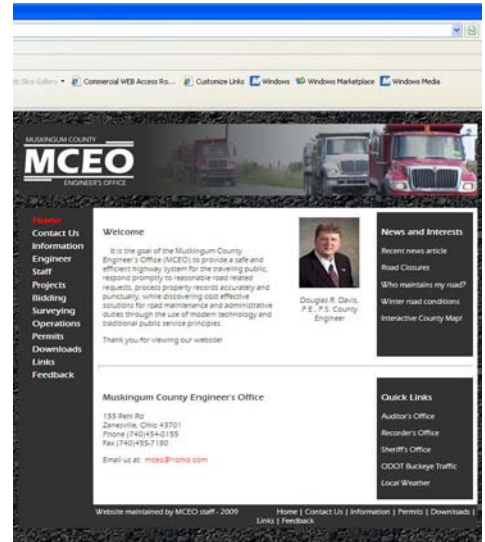 Commercial WEB Access Ro... Customize Links Windows Windows Marketplace Windows Media
MUSKINGUM COUNTY
MCEO
ENGINEER'S OFFICE
Home
Contact Us
Information
Engineer
Staff
Projects
Bidding
Surveying
Operations
Permits
Downloads
Links
Feedback
Welcome
It is the goal of the Muskingum County
Engineer's Office (MCEO) to provide a safe and
efficient highway system for the traveling public,
respond promptly to reasonable road related
requests, process property records accurately and
punctually, while discovering cost effective
solutions for road maintenance and administrative
duties through the use of modern technology and
traditional public service principles.
Thank you for viewing our website!
Douglas R. Davis,
P.E., P.S. County
Engineer
News and Interests
Recent news article
Road Closures
Who maintains my road?
Winter road conditions
Interactive County Map!
Muskingum County Engineer's Office
155 Rehl Rd
Zanesville, Ohio 43701
Phone (740)454-0155
Fax (740)455-7180
Email us at:
Quick Links
Auditor's Office
Recorder's Office
Sheriff's Office
ODOT Buckeye Traffic
Local Weather
Website maintained by MCEO staff - 2009 Home | Contact Us | Information | Permits | Downloads |
Links | Feedback